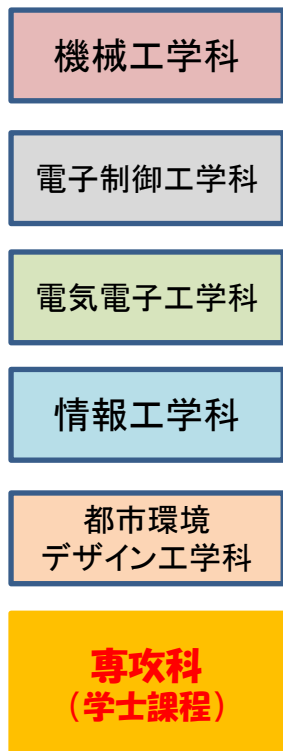 機械工学科
電子制御工学科
電気電子工学科
情報工学科
都市環境
デザイン工学科
専攻科
（学士課程）